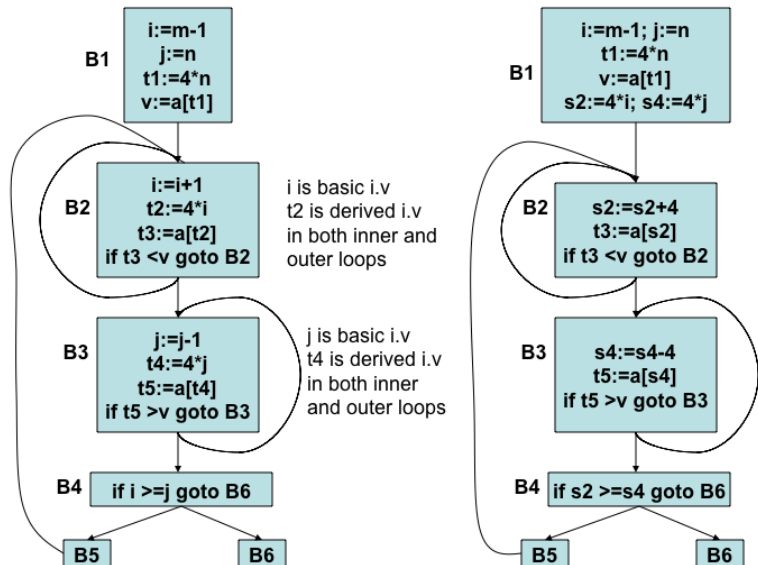 B1
i:=m-1
j:=n
t1:=4*n
v:=a[t1]
B2
i:=i+1
t2:=4*i
t3:=a[t2]
if t3 <v goto B2
i is basic i.v
t2 is derived i.v
in both inner and
outer loops
B3
j:=j-1
t4:=4*j
t5:=a[t4]
if t5 >v goto B3
j is basic i.v
t4 is derived i.v
in both inner
and outer loops
B4
if i >=j goto B6
B5
B6
B1
i:=m-1; j:=n
t1:=4*n
v:=a[t1]
s2:=4*i; s4:=4*j
B2
s2:=s2+4
t3:=a[s2]
if t3 <v goto B2
B3
s4:=s4-4
t5:=a[s4]
if t5 >v goto B3
B4
if s2 >=s4 goto B6
B5
B6